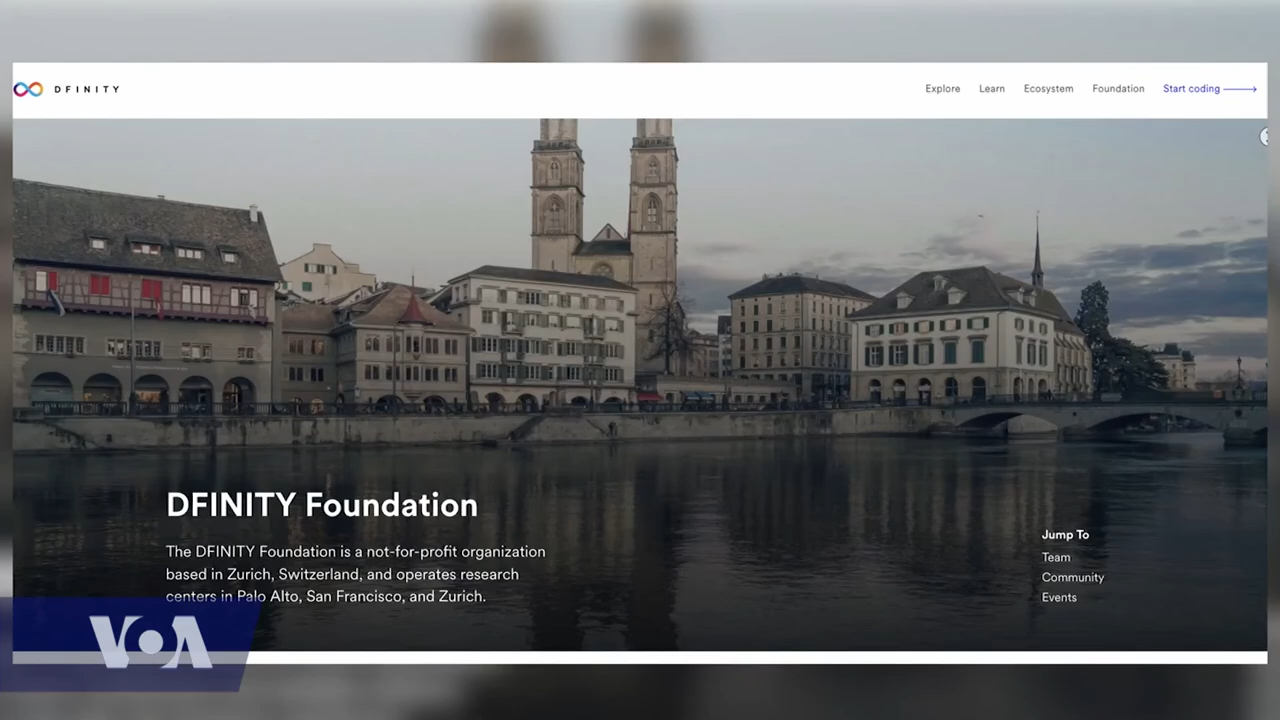 DFINITY
Explore Learn Ecosystem Foundation Start coding
DFINITY Foundation
The DFINITY Foundation is a not-for-profit organization
based in Zurich, Switzerland, and operates research
centers in Palo Alto, San Francisco, and Zurich.
Jump To
Team
Community
Events
VOA